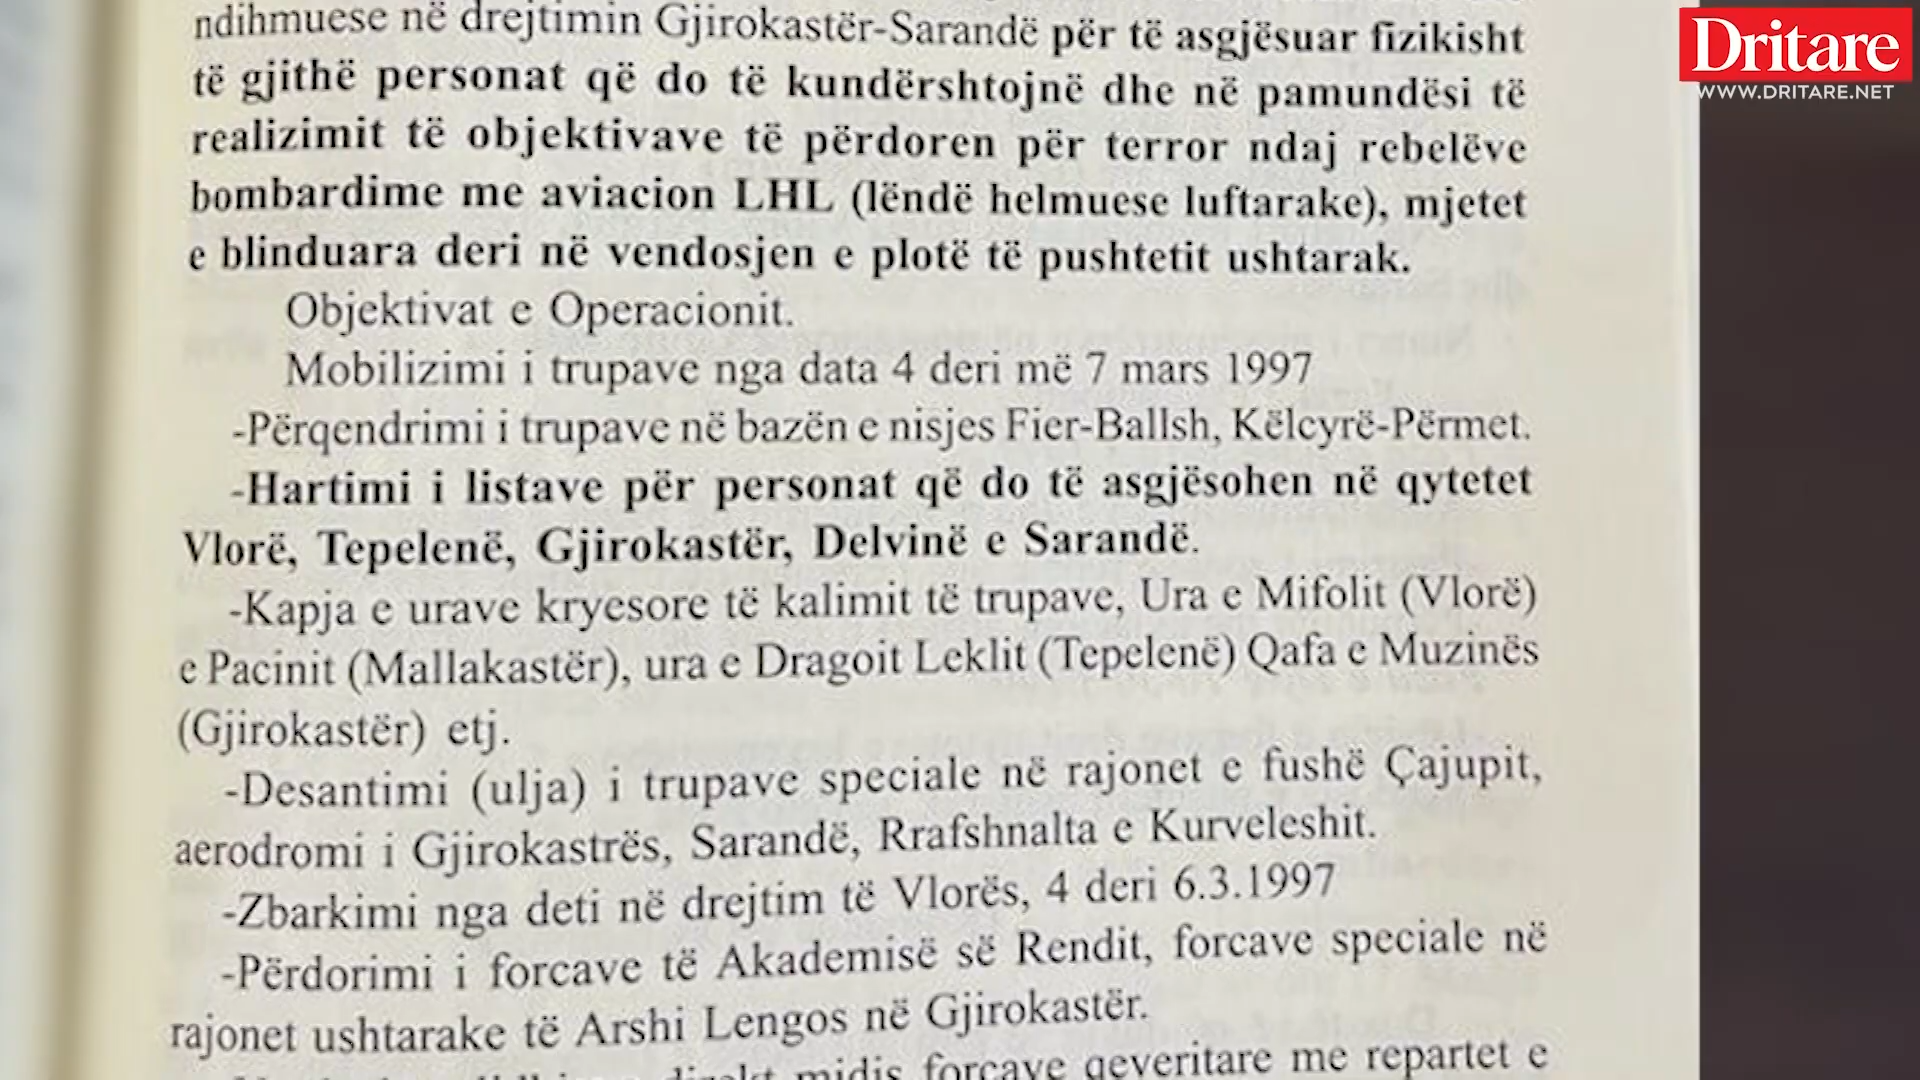 Dritare
WWW.DRITARE.NET
ndihmuese në drejtimin Gjirokastër-Sarandë për të asgjësuar fizikisht
të gjithë personat që do të kundërshtojnë dhe në pamundësi të
realizimit të objektivave të përdoren për terror ndaj rebelëve
bombardime me aviacion LHL (lëndë helmuese luftarake), mjetet
e blinduara deri në vendosjen e plotë të pushtetit ushtarak.
Objektivat e Operacionit.
Mobilizimi i trupave nga data 4 deri më 7 mars 1997
-Përqendrimi i trupave në bazën e nisjes Fier-Ballsh, Këlcyrë-Përmet.
-Hartimi i listave për personat që do të asgjësohen në qytetet
Vlorë, Tepelenë, Gjirokastër, Delvinë e Sarandë.
-Kapja e urave kryesore të kalimit të trupave, Ura e Mifolit (Vlorë)
e Pacinit (Mallakastër), ura e Dragoit Leklit (Tepelenë) Qafa e Muzinës
(Gjirokastër) etj.
-Desantimi (ulja) i trupave speciale në rajonet e fushë Çajupit,
aerodromi i Gjirokastrës, Sarandë, Rrafshnalta e Kurveleshit.
-Zbarkimi nga deti në drejtim të Vlorës, 4 deri 6.3.1997
-Përdorimi i forcave të Akademisë së Rendit, forcave speciale në
rajonet ushtarake të Arshi Lengos në Gjirokastër.
midis forcave qeveritare me repartet e